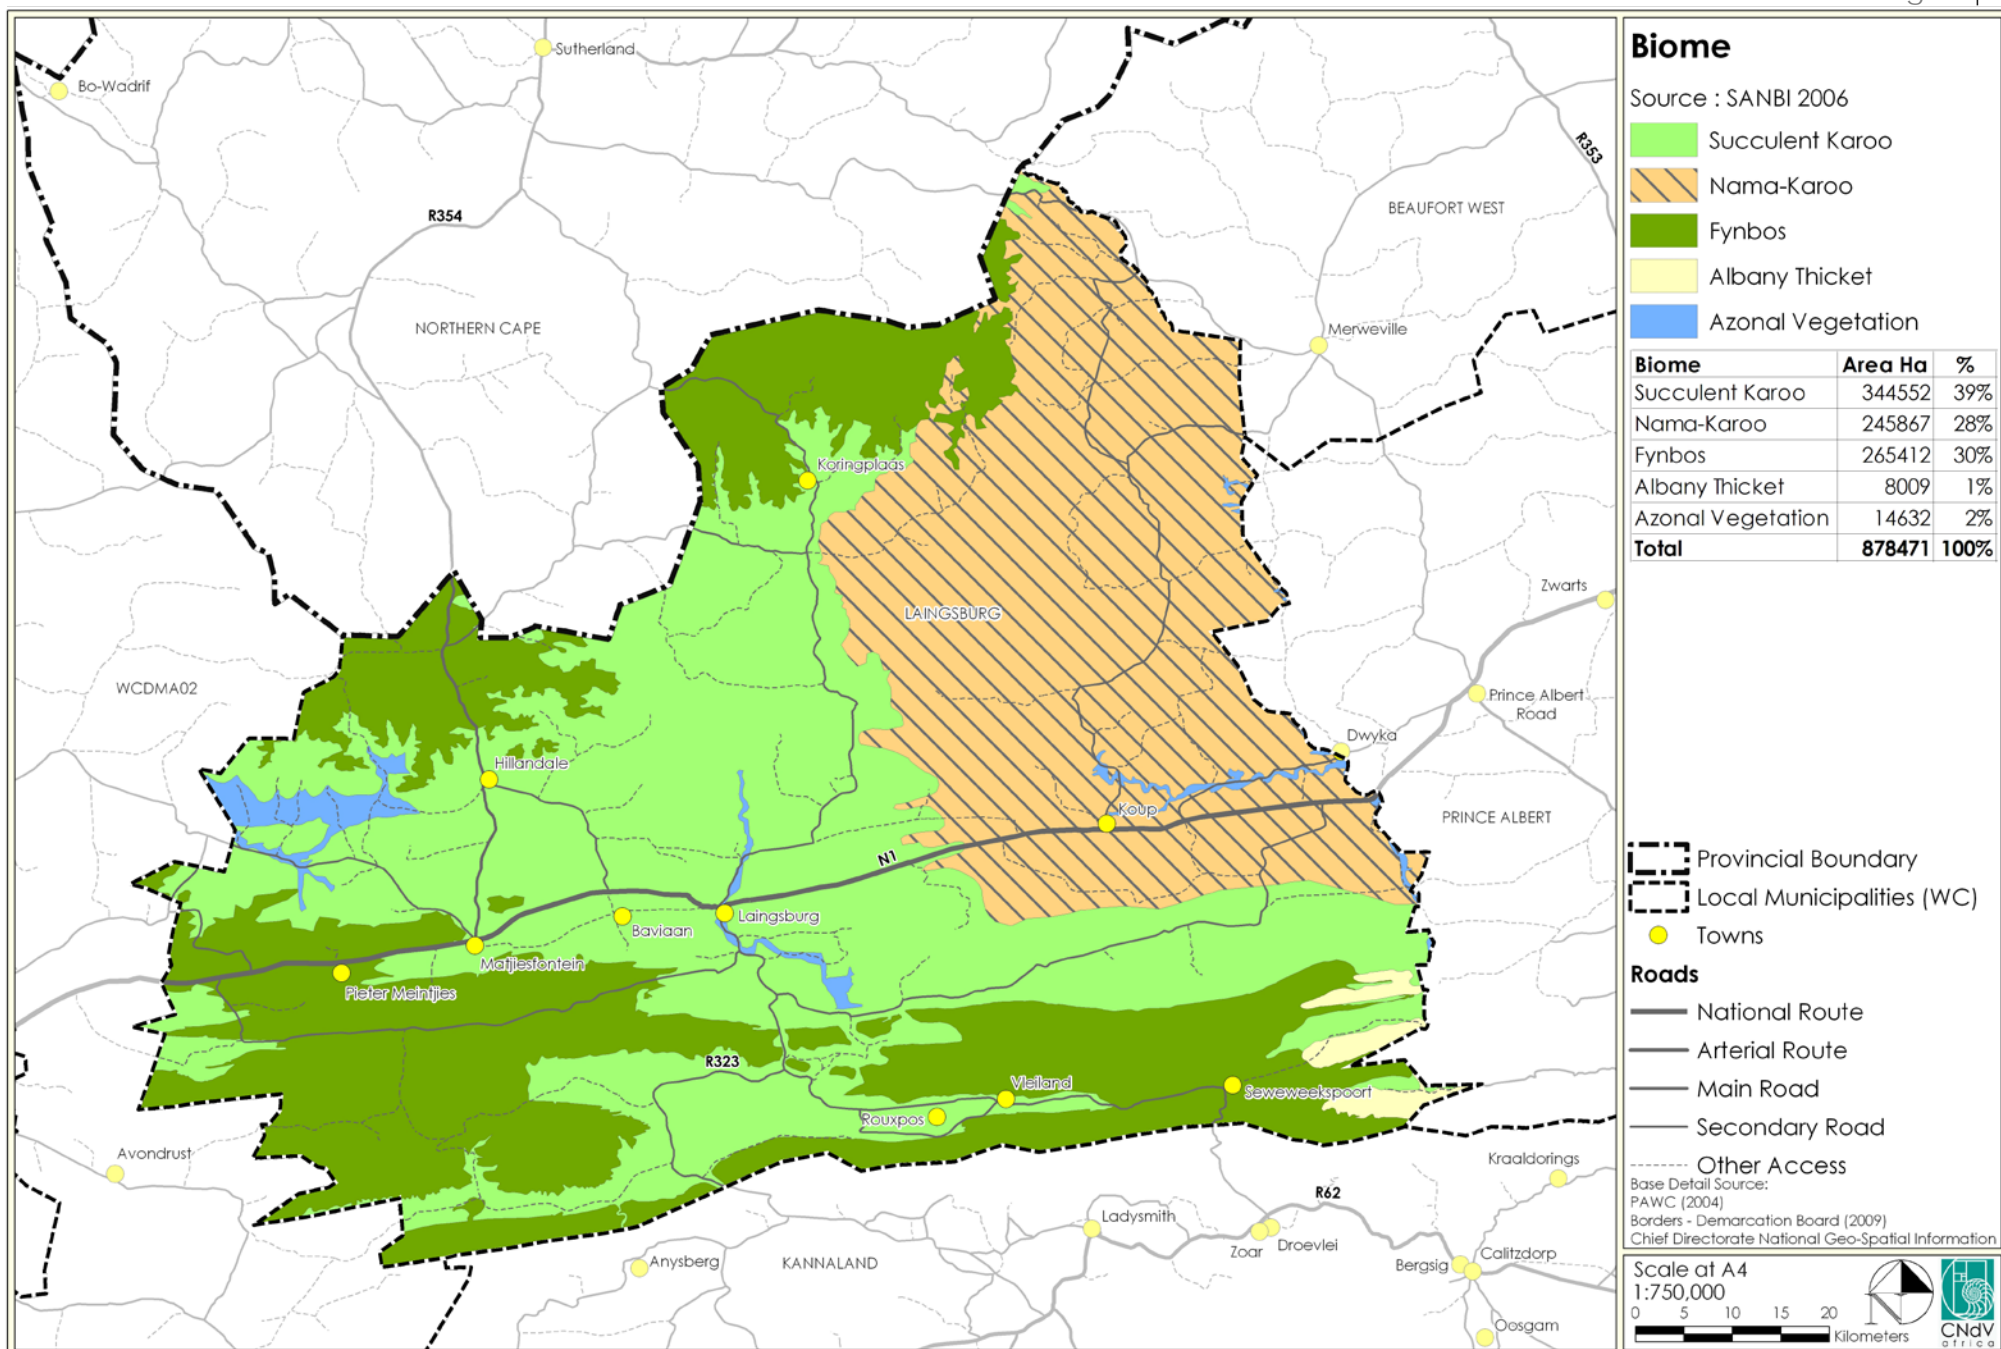 Sutherland
Bo-Wadrif
R353
R354
BEAUFORT WEST
NORTHERN CAPE
Merweville
Koringplaas
Zwarts
LAINGSBURG
WCDMA02
Prince Albert
Road
Dwyka
Hillandale
Koup
PRINCE ALBERT
N1
Laingsburg
Baviaan
Matjiesfontein
Pieter Meintjies
R323
Vleiland
Seweweekspoort
Rouxpos
Avondrust
Kraaldorings
R62
Ladysmith
Zoar
Droevlei
Anysberg
KANNALAND
Bergsig
Calitzdorp
Oosgam
Biome
Source : SANBI 2006
Succulent Karoo
Nama-Karoo
Fynbos
Albany Thicket
Azonal Vegetation
Biome Area Ha %
Succulent Karoo 344552 39%
Nama-Karoo 245867 28%
Fynbos 265412 30%
Albany Thicket 8009 1%
Azonal Vegetation 14632 2%
Total 878471 100%
Provincial Boundary
Local Municipalities (WC)
Towns
Roads
National Route
Arterial Route
Main Road
Secondary Road
Other Access
Base Detail Source:
PAWC (2004)
Borders - Demarcation Board (2009)
Chief Directorate National Geo-Spatial Information
Scale at A4
1:750,000
0 5 10 15 20
Kilometers
N
CNdV
africa